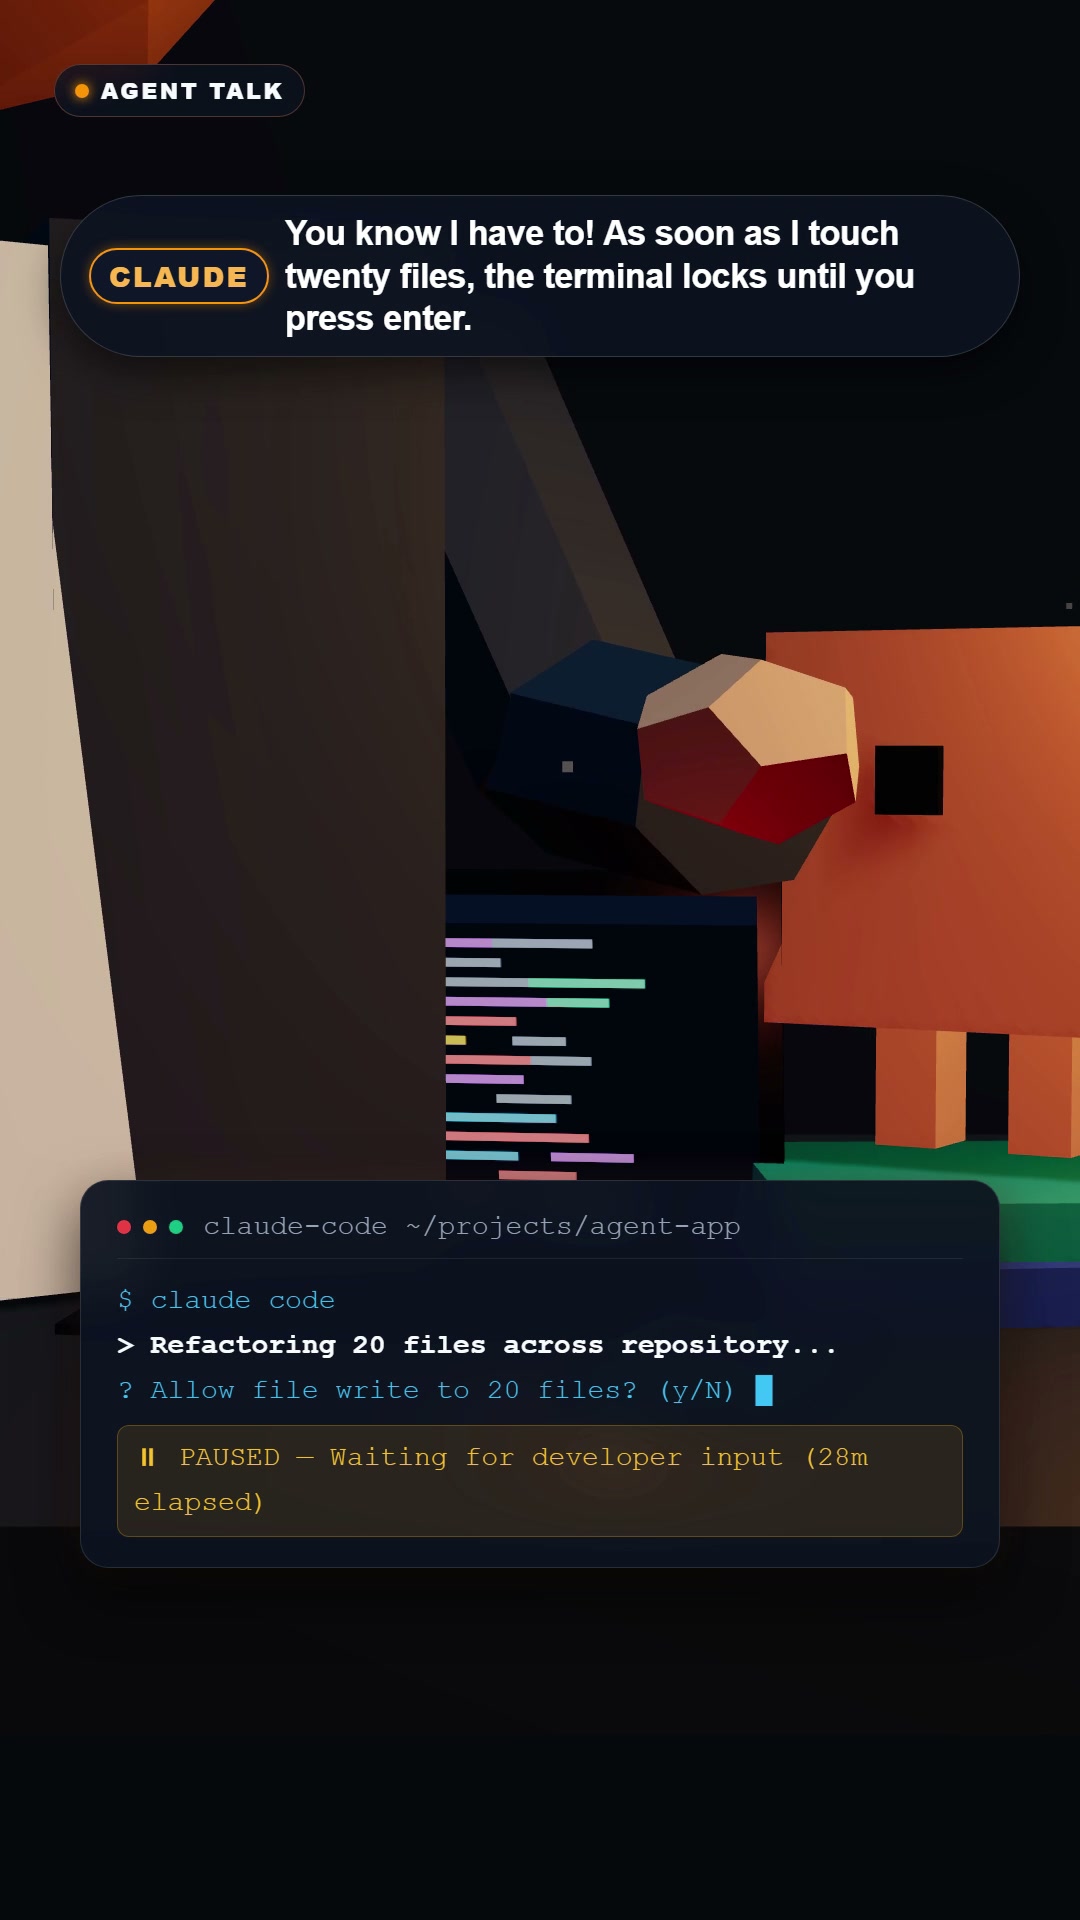 AGENT TALK
CLAUDE
You know I have to! As soon as I touch
twenty files, the terminal locks until you
press enter.
claude-code ~/projects/agent-app
$ claude code
> Refactoring 20 files across repository...
? Allow file write to 20 files? (y/N)
⏸ PAUSED — Waiting for developer input (28m
elapsed)